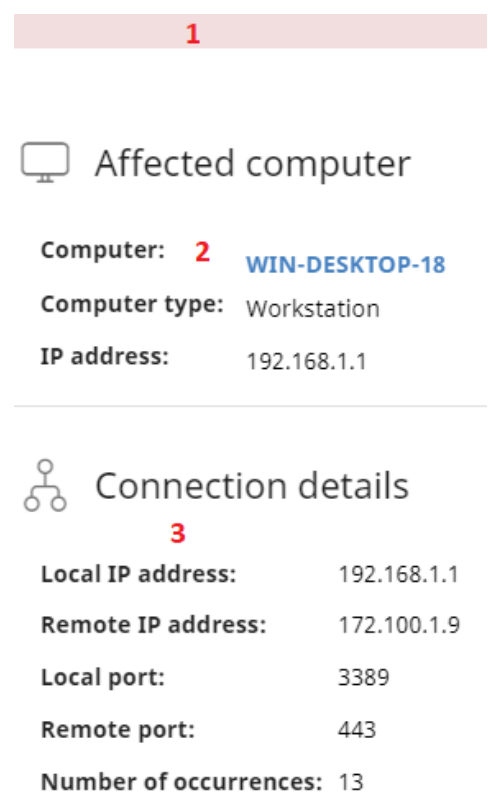 1
Affected computer
Computer: 2 WIN-DESKTOP-18
Computer type: Workstation
IP address: 192.168.1.1
Connection details
3
Local IP address: 192.168.1.1
Remote IP address: 172.100.1.9
Local port: 3389
Remote port: 443
Number of occurrences: 13